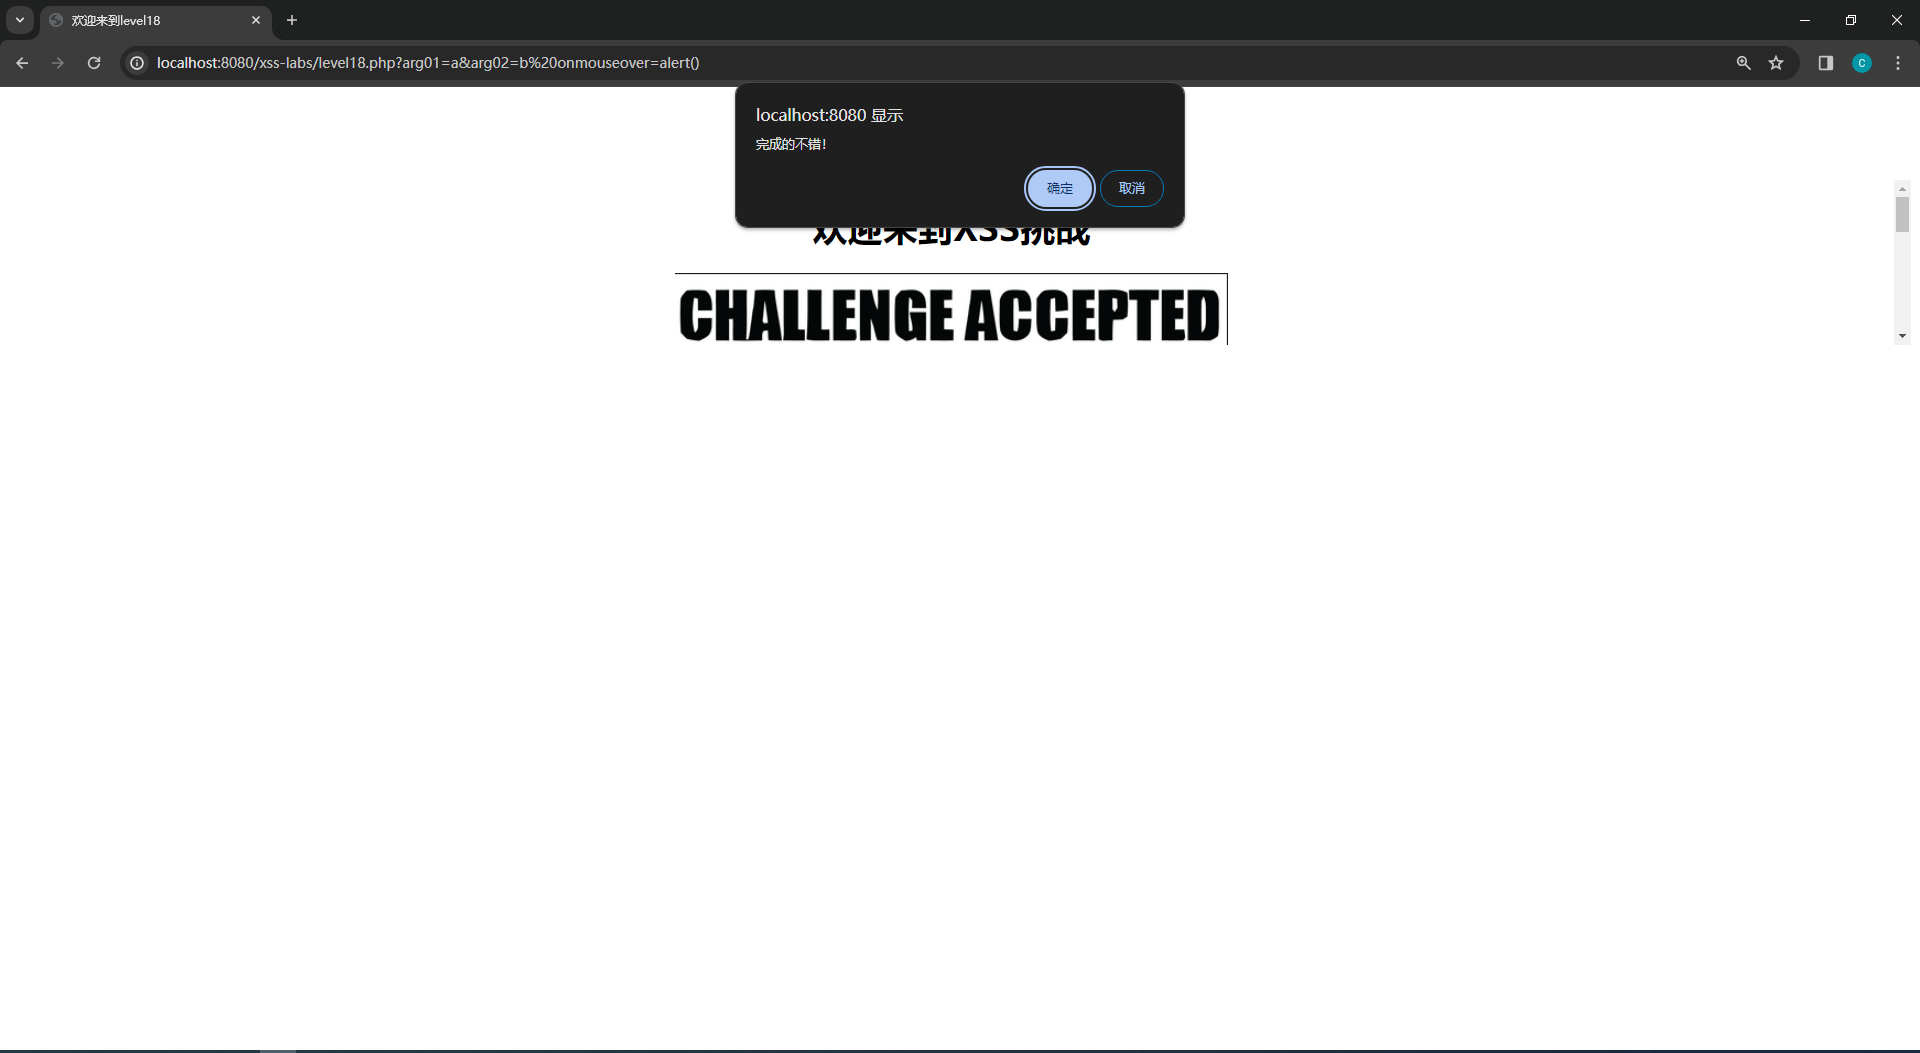 欢迎来到level18
localhost:8080/xss-labs/level18.php?arg01=a&arg02=b%20onmouseover=alert()
C
localhost:8080 显示
完成的不错！
确定
取消
欢迎来到XSS挑战
CHALLENGE ACCEPTED